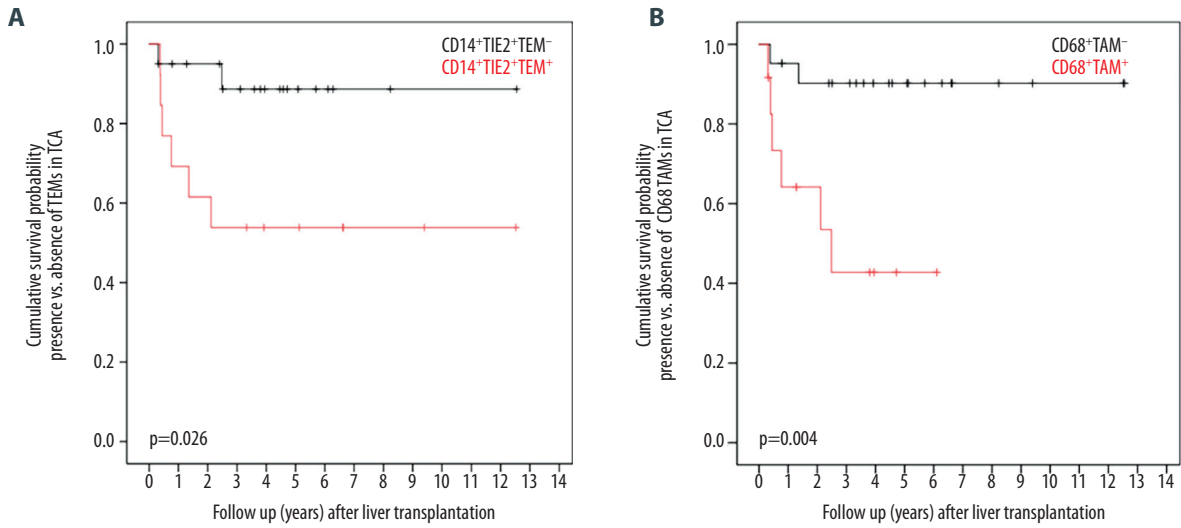 A
Cumulative survival probability
presence vs. absence of TEMs in TCA
1.0
0.8
0.6
0.4
0.2
0.0
CD14⁺TIE2⁺TEM⁻
CD14⁺TIE2⁺TEM⁺
p=0.026
0 1 2 3 4 5 6 7 8 9 10 11 12 13 14
Follow up (years) after liver transplantation
B
Cumulative survival probability
presence vs. absence of CD68 TAMs in TCA
1.0
0.8
0.6
0.4
0.2
0.0
CD68⁺TAM⁻
CD68⁺TAM⁺
p=0.004
0 1 2 3 4 5 6 7 8 9 10 11 12 13 14
Follow up (years) after liver transplantation